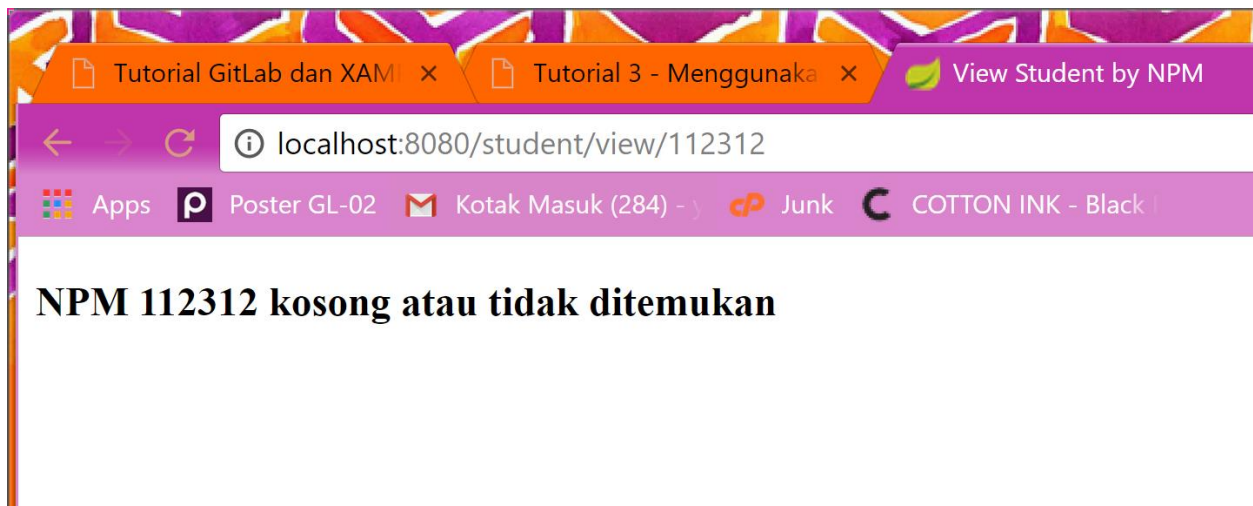 Tutorial GitLab dan XAM
Tutorial 3 - Menggunaka
View Student by NPM
localhost:8080/student/view/112312
Apps
Poster GL-02
Kotak Masuk (284) -
Junk
COTTON INK - Black
NPM 112312 kosong atau tidak ditemukan